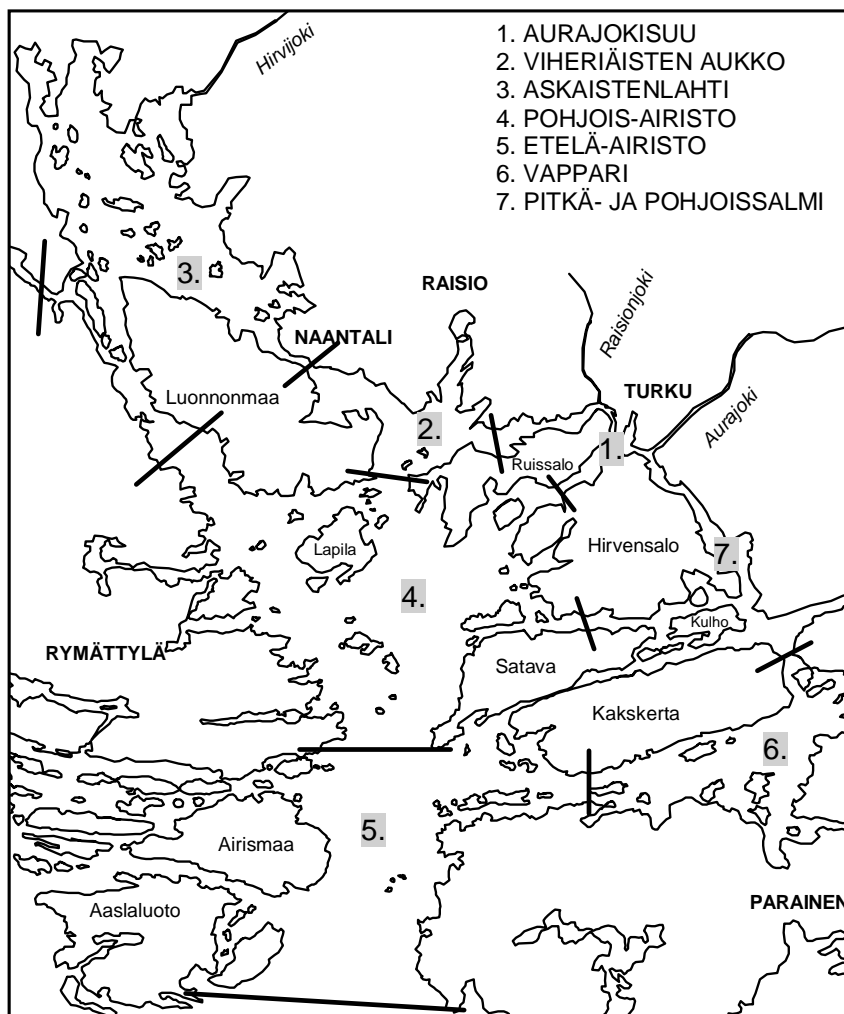 1. AURAJOKISUU
2. VIHERIÄISTEN AUKKO
3. ASKAISTENLAHTI
4. POHJOIS-AIRISTO
5. ETELÄ-AIRISTO
6. VAPPARI
7. PITKÄ- JA POHJOISSALMI
Hirvijoki
3.
RAISIO
Raisionjoki
NAANTALI
TURKU
Aurajoki
Luonnonmaa
2.
1.
Ruissalo
Lapila
Hirvensalo
7.
4.
Kulho
RYMÄTTYLÄ
Satava
Kakskerta
6.
5.
Airismaa
Aaslaluoto
PARAINEN